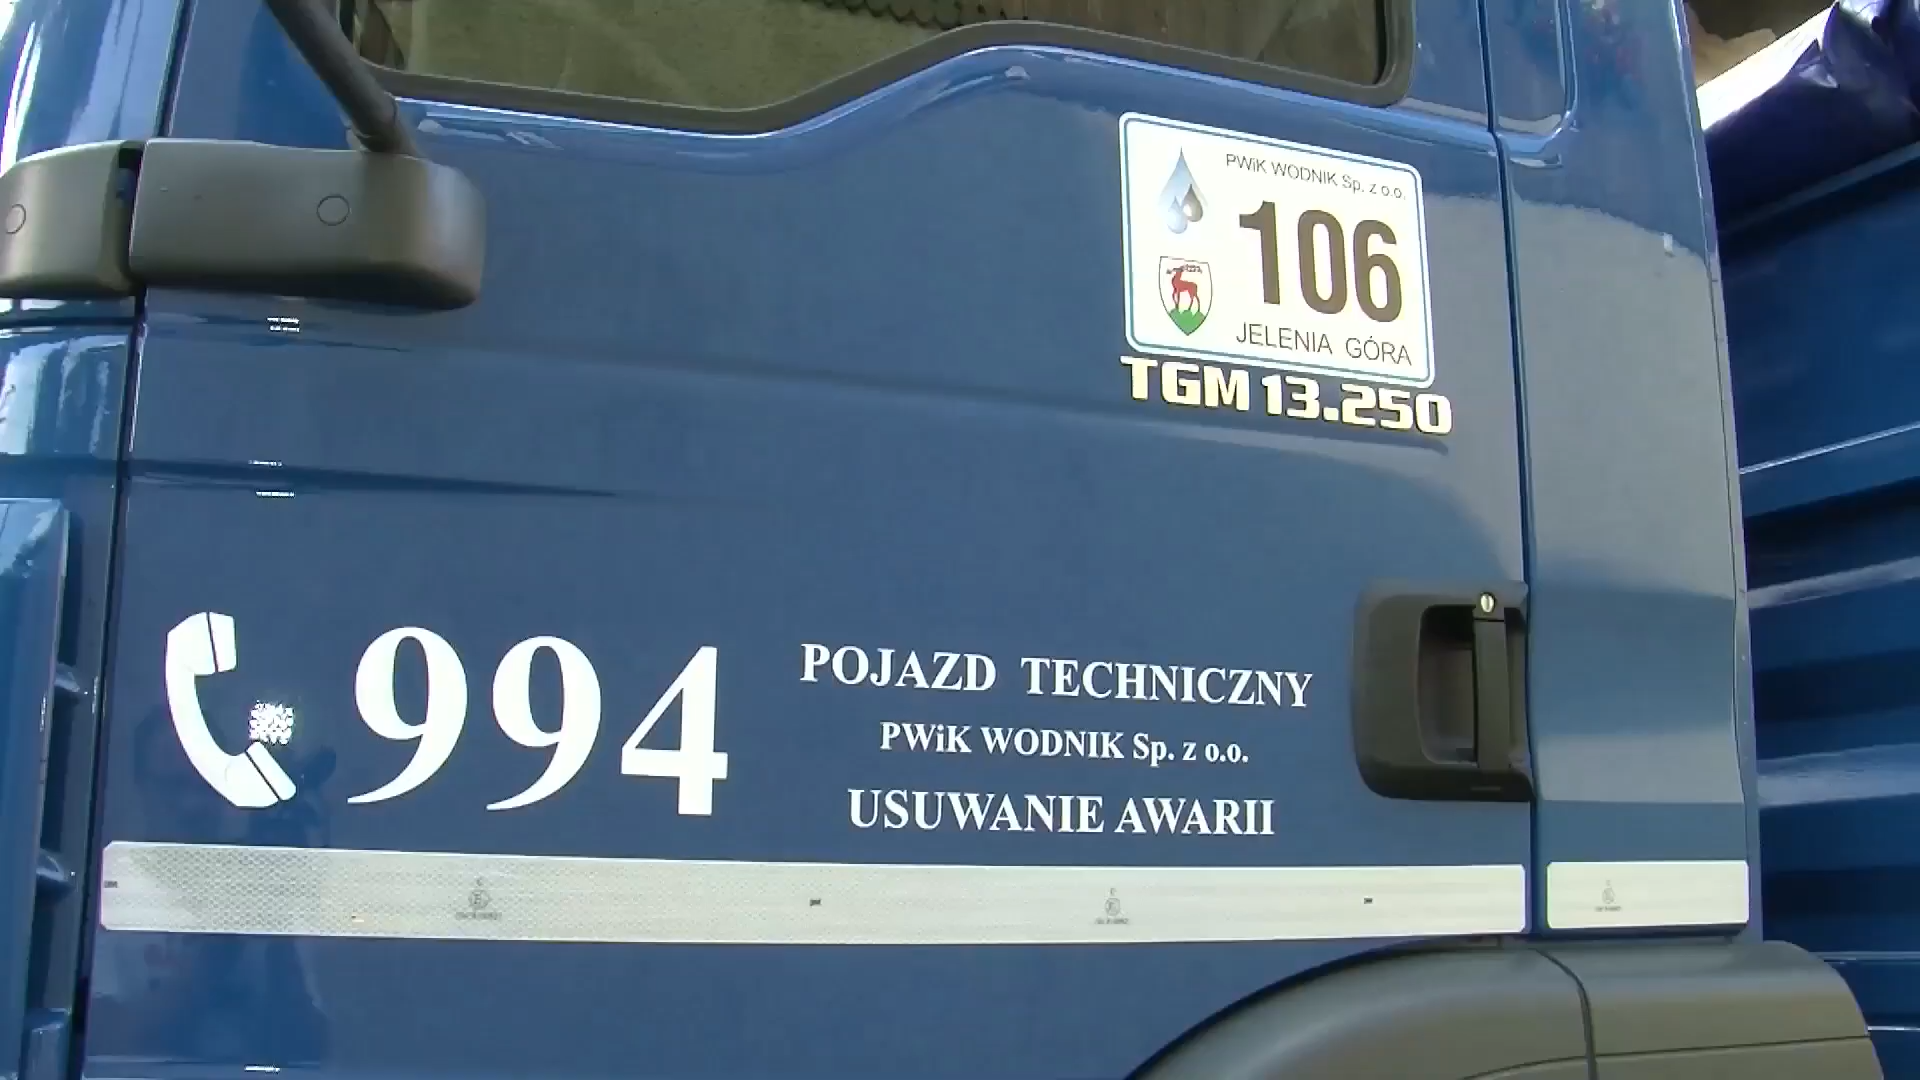 PWiK WODNIK Sp. z o.o.
106
JELENIA GÓRA
TGM 13.250
994
POJAZD TECHNICZNY
PWiK WODNIK Sp. z o.o.
USUWANIE AWARII